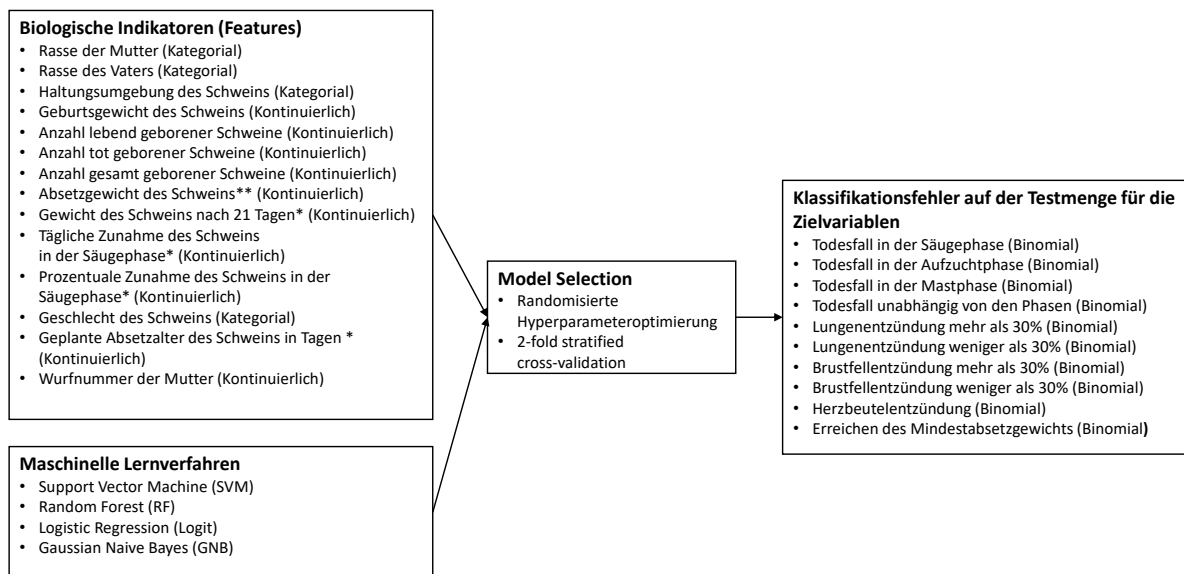 Biologische Indikatoren (Features)
• Rasse der Mutter (Kategorial)
• Rasse des Vaters (Kategorial)
• Haltungsumgebung des Schweins (Kategorial)
• Geburtsgewicht des Schweins (Kontinuierlich)
• Anzahl lebend geborener Schweine (Kontinuierlich)
• Anzahl tot geborener Schweine (Kontinuierlich)
• Anzahl gesamt geborener Schweine (Kontinuierlich)
• Absetzgewicht des Schweins** (Kontinuierlich)
• Gewicht des Schweins nach 21 Tagen* (Kontinuierlich)
• Tägliche Zunahme des Schweins
in der Säugephase* (Kontinuierlich)
• Prozentuale Zunahme des Schweins in der
Säugephase* (Kontinuierlich)
• Geschlecht des Schweins (Kategorial)
• Geplante Absetzalter des Schweins in Tagen *
(Kontinuierlich)
• Wurfnummer der Mutter (Kontinuierlich)
Maschinelle Lernverfahren
• Support Vector Machine (SVM)
• Random Forest (RF)
• Logistic Regression (Logit)
• Gaussian Naive Bayes (GNB)
Model Selection
• Randomisierte
Hyperparameteroptimierung
• 2-fold stratified
cross-validation
Klassifikationsfehler auf der Testmenge für die
Zielvariablen
• Todesfall in der Säugephase (Binomial)
• Todesfall in der Aufzuchtphase (Binomial)
• Todesfall in der Mastphase (Binomial)
• Todesfall unabhängig von den Phasen (Binomial)
• Lungenentzündung mehr als 30% (Binomial)
• Lungenentzündung weniger als 30% (Binomial)
• Brustfellentzündung mehr als 30% (Binomial)
• Brustfellentzündung weniger als 30% (Binomial)
• Herzbeutelentzündung (Binomial)
• Erreichen des Mindestabsetzgewichts (Binomial)